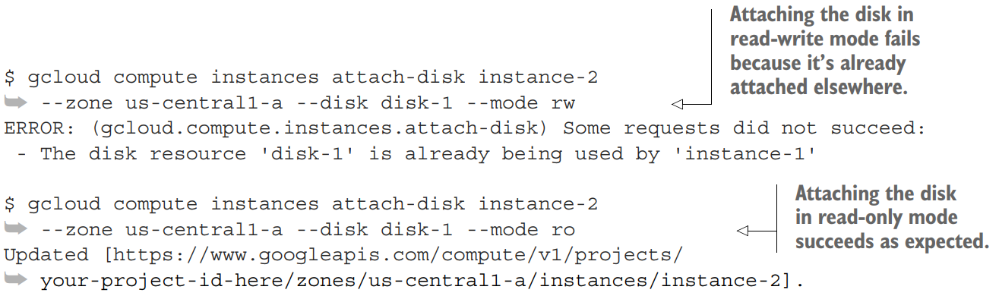 Attaching the disk in
read-write mode fails
because it's already
attached elsewhere.
$ gcloud compute instances attach-disk instance-2
➥ --zone us-central1-a --disk disk-1 --mode rw
ERROR: (gcloud.compute.instances.attach-disk) Some requests did not succeed:
 - The disk resource 'disk-1' is already being used by 'instance-1'
Attaching the disk
in read-only mode
succeeds as expected.
$ gcloud compute instances attach-disk instance-2
➥ --zone us-central1-a --disk disk-1 --mode ro
Updated [https://www.googleapis.com/compute/v1/projects/
➥ your-project-id-here/zones/us-central1-a/instances/instance-2].